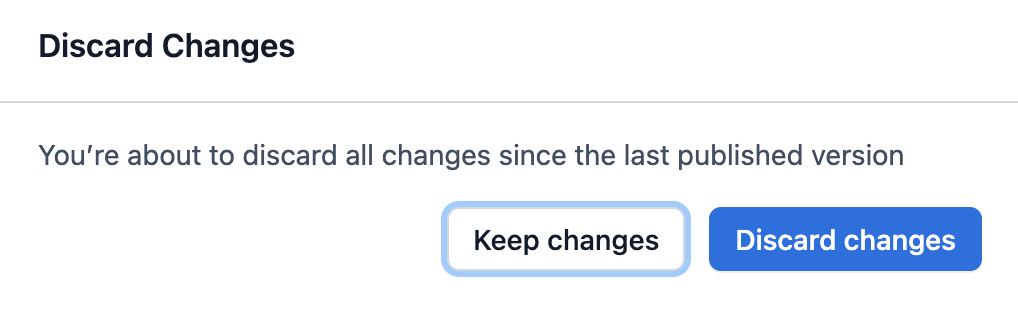 Discard Changes
You’re about to discard all changes since the last published version
Keep changes
Discard changes